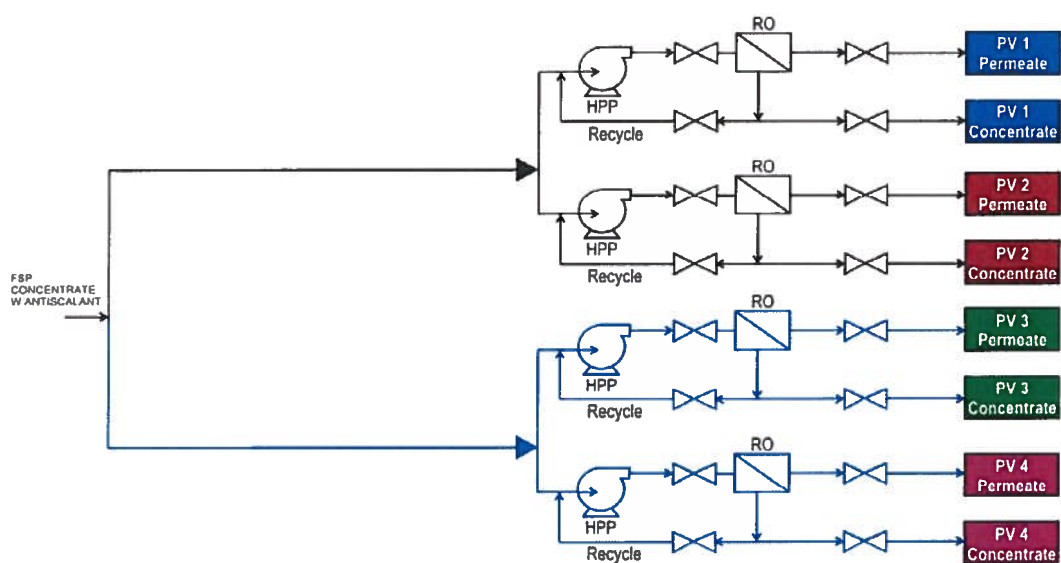 RO
PV 1
Permeate
HPP
PV 1
Concentrate
Recycle
RO
PV 2
Permeate
HPP
PV 2
Concentrate
Recycle
FSP
CONCENTRATE
W ANTISCALANT
RO
PV 3
Permeate
HPP
PV 3
Concentrate
Recycle
RO
PV 4
Permeate
HPP
PV 4
Concentrate
Recycle